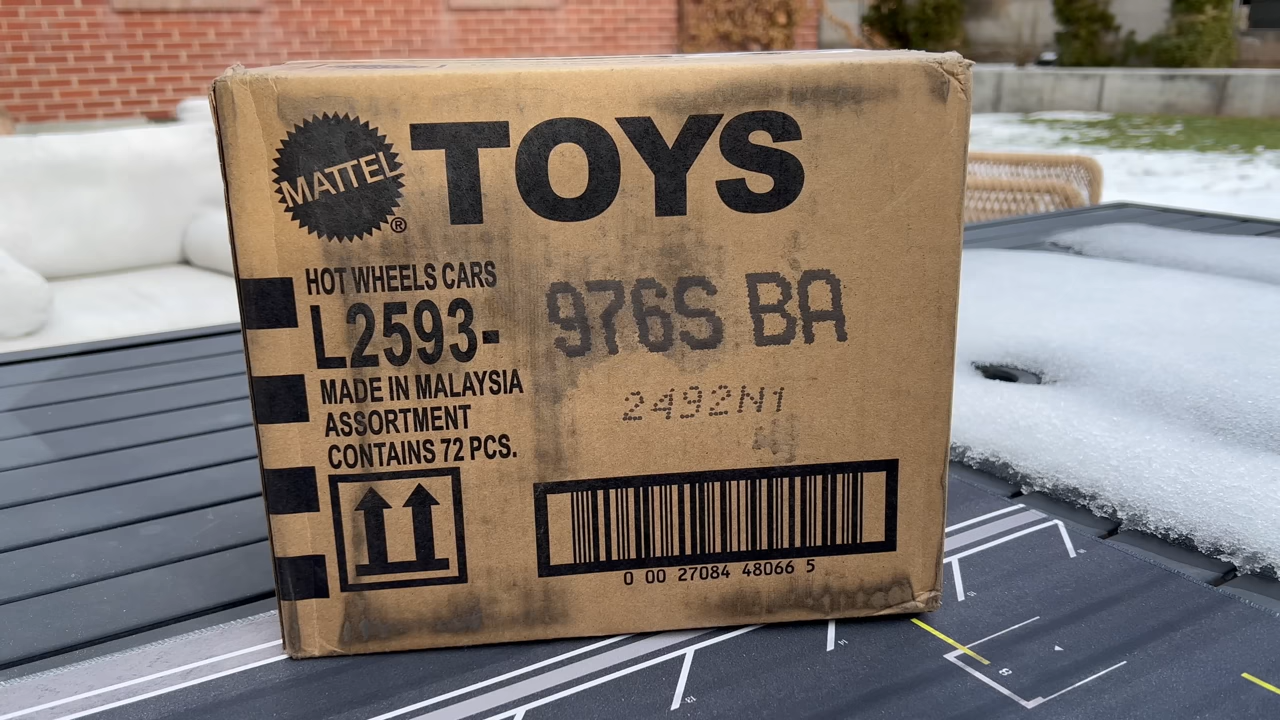 MATTEL ® TOYS
HOT WHEELS CARS
L2593- 976S BA
MADE IN MALAYSIA
ASSORTMENT
CONTAINS 72 PCS.
2492N1
0 00 27084 48066 5
8